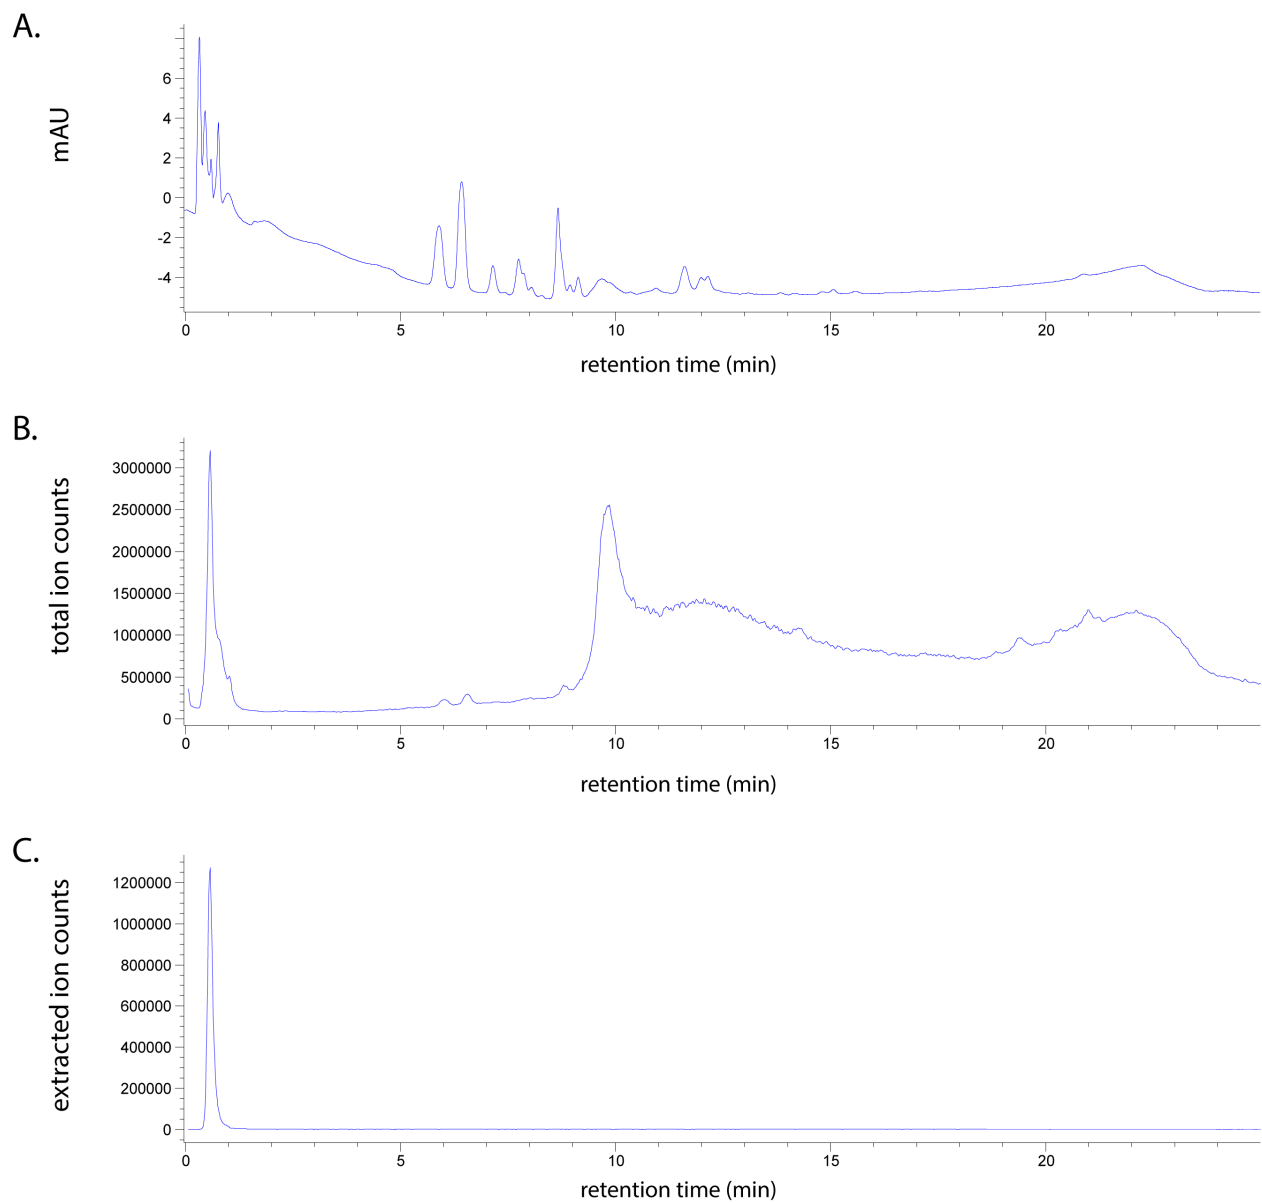 A.
mAU
6
4
2
0
-2
-4
0 5 10 15 20
retention time (min)
B.
total ion counts
3000000
2500000
2000000
1500000
1000000
500000
0
0 5 10 15 20
retention time (min)
C.
extracted ion counts
1200000
1000000
800000
600000
400000
200000
0
0 5 10 15 20
retention time (min)